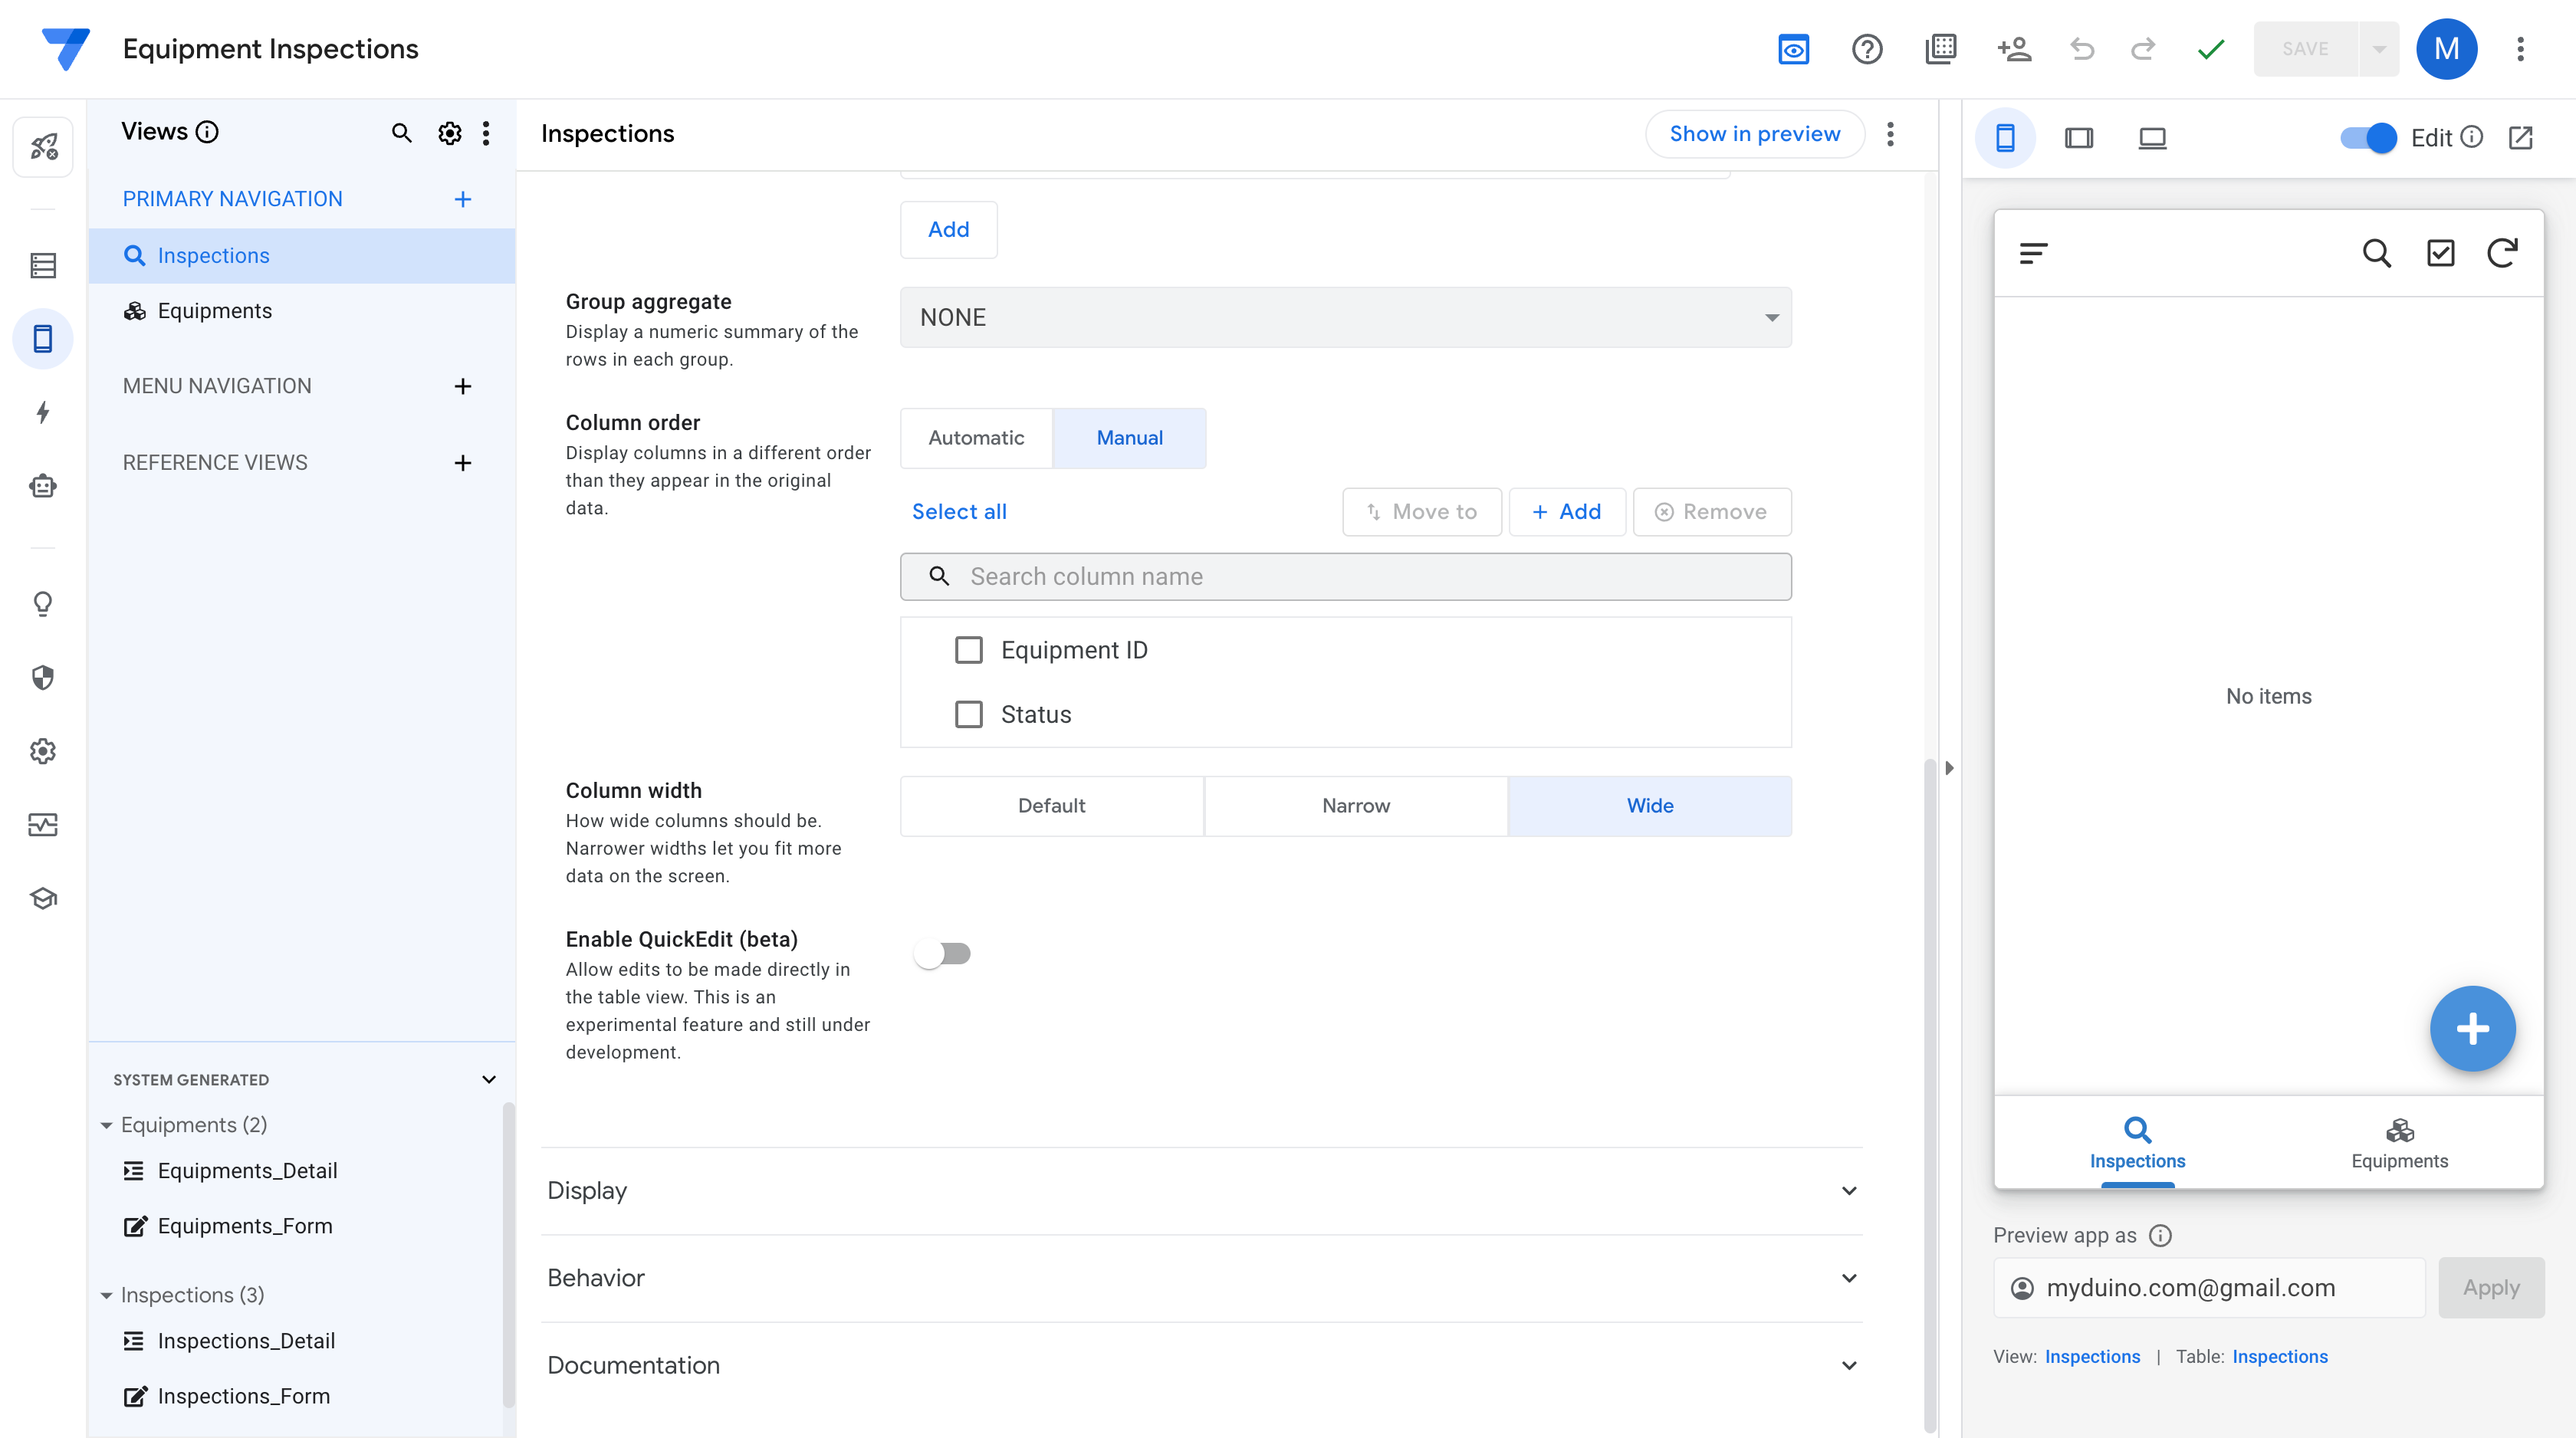 Equipment Inspections
SAVE
M
Views
PRIMARY NAVIGATION
Inspections
Equipments
MENU NAVIGATION
REFERENCE VIEWS
SYSTEM GENERATED
Equipments (2)
Equipments_Detail
Equipments_Form
Inspections (3)
Inspections_Detail
Inspections_Form
Inspections
Show in preview
Add
Group aggregate
Display a numeric summary of the
rows in each group.
NONE
Column order
Display columns in a different order
than they appear in the original
data.
Automatic
Manual
Select all
Move to
Add
Remove
Search column name
Equipment ID
Status
Column width
How wide columns should be.
Narrower widths let you fit more
data on the screen.
Default
Narrow
Wide
Enable QuickEdit (beta)
Allow edits to be made directly in
the table view. This is an
experimental feature and still under
development.
Display
Behavior
Documentation
Edit
No items
Inspections
Equipments
Preview app as
myduino.com@gmail.com
Apply
View: Inspections | Table: Inspections